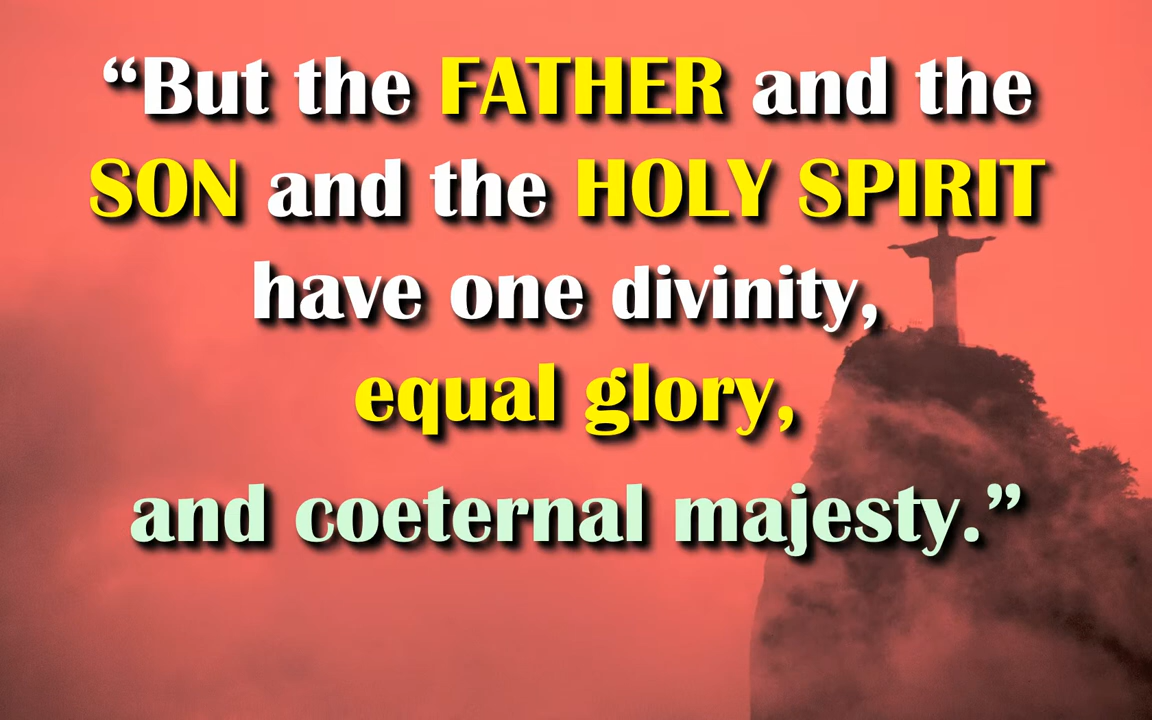 “But the FATHER and the
SON and the HOLY SPIRIT
have one divinity,
equal glory,
and coeternal majesty.”